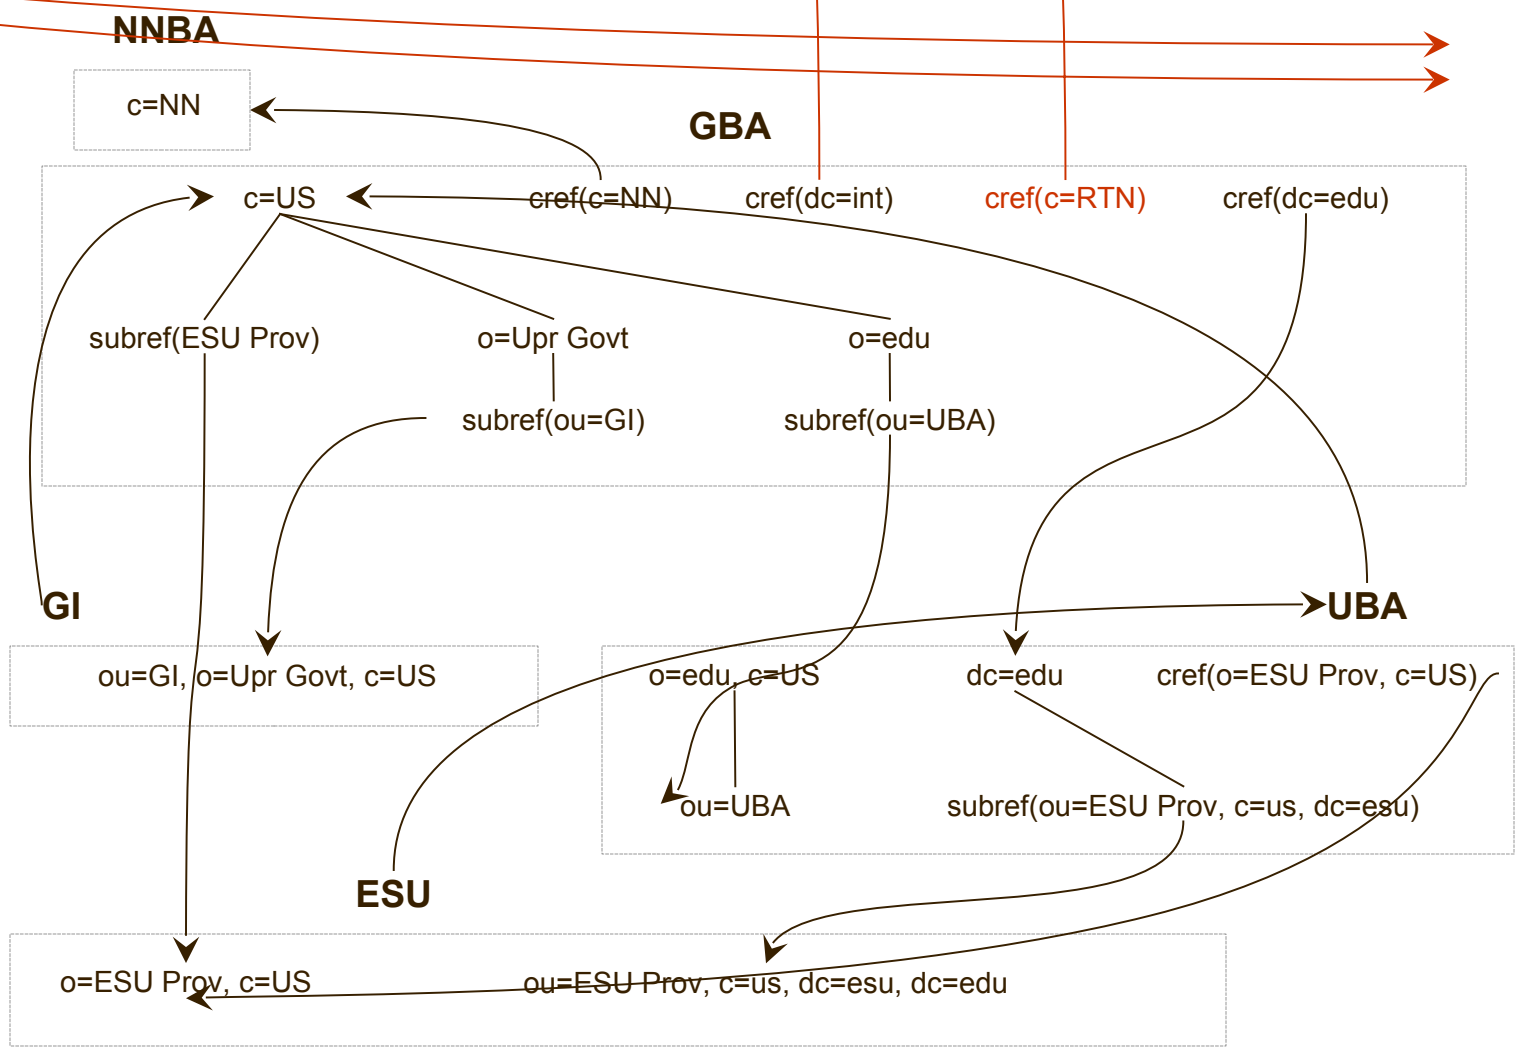 NNBA
c=NN
GBA
c=US cref(c=NN) cref(dc=int) cref(c=RTN) cref(dc=edu)
subref(ESU Prov) o=Upr Govt o=edu
subref(ou=GI) subref(ou=UBA)
GI UBA
ou=GI, o=Upr Govt, c=US o=edu, c=US dc=edu cref(o=ESU Prov, c=US)
ou=UBA subref(ou=ESU Prov, c=us, dc=esu)
ESU
o=ESU Prov, c=US ou=ESU Prov, c=us, dc=esu, dc=edu